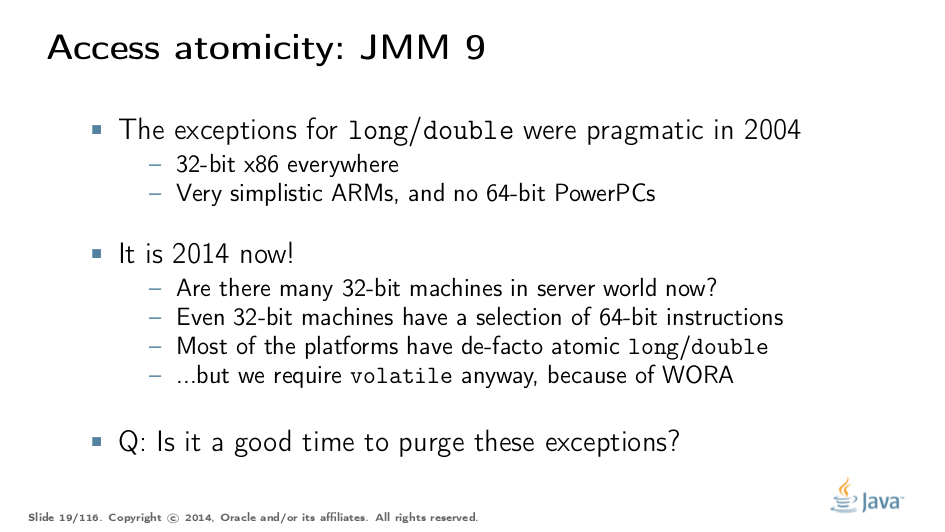 Access atomicity: JMM 9
■ The exceptions for long/double were pragmatic in 2004
– 32-bit x86 everywhere
– Very simplistic ARMs, and no 64-bit PowerPCs
■ It is 2014 now!
– Are there many 32-bit machines in server world now?
– Even 32-bit machines have a selection of 64-bit instructions
– Most of the platforms have de-facto atomic long/double
– ...but we require volatile anyway, because of WORA
■ Q: Is it a good time to purge these exceptions?
Java
Slide 19/116. Copyright © 2014, Oracle and/or its affiliates. All rights reserved.